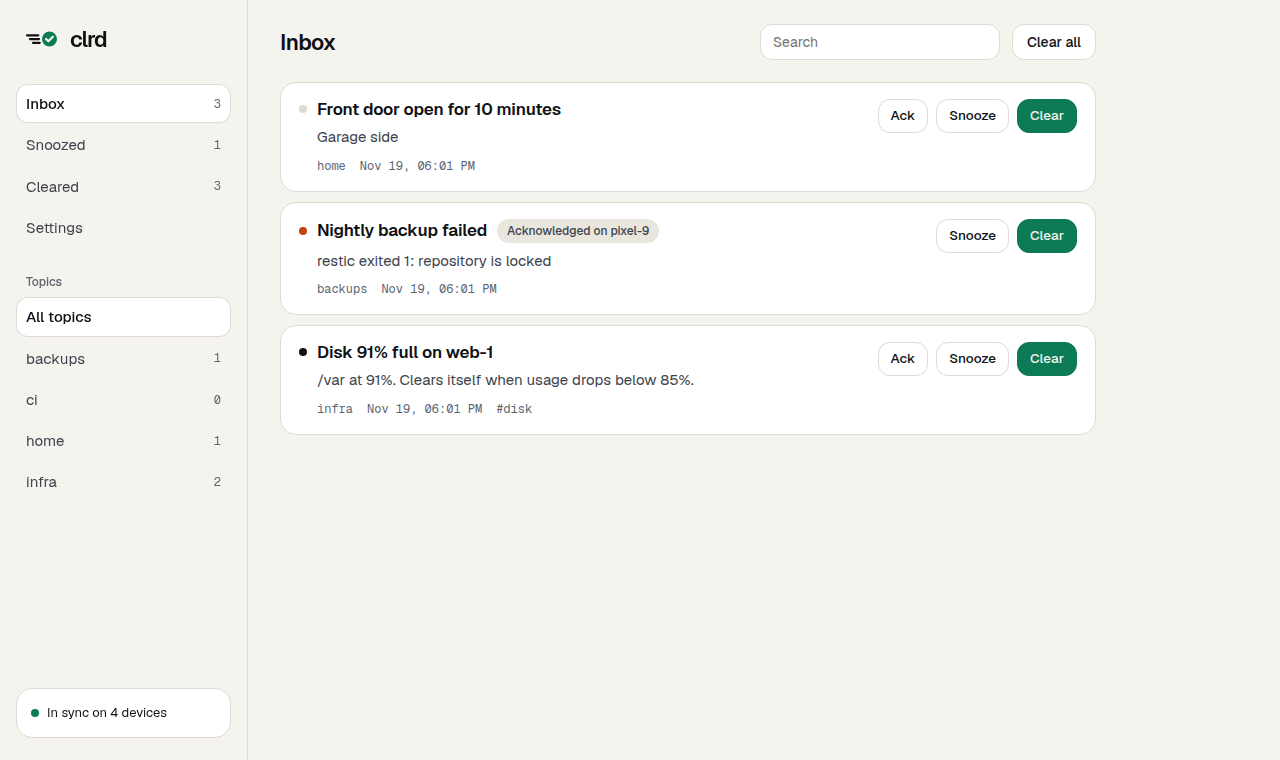 clrd
Inbox 3
Snoozed 1
Cleared 3
Settings
Topics
All topics
backups 1
ci 0
home 1
infra 2
In sync on 4 devices
Inbox
Search
Clear all
Front door open for 10 minutes
Ack Snooze Clear
Garage side
home Nov 19, 06:01 PM
Nightly backup failed Acknowledged on pixel-9
Snooze Clear
restic exited 1: repository is locked
backups Nov 19, 06:01 PM
Disk 91% full on web-1
Ack Snooze Clear
/var at 91%. Clears itself when usage drops below 85%.
infra Nov 19, 06:01 PM #disk